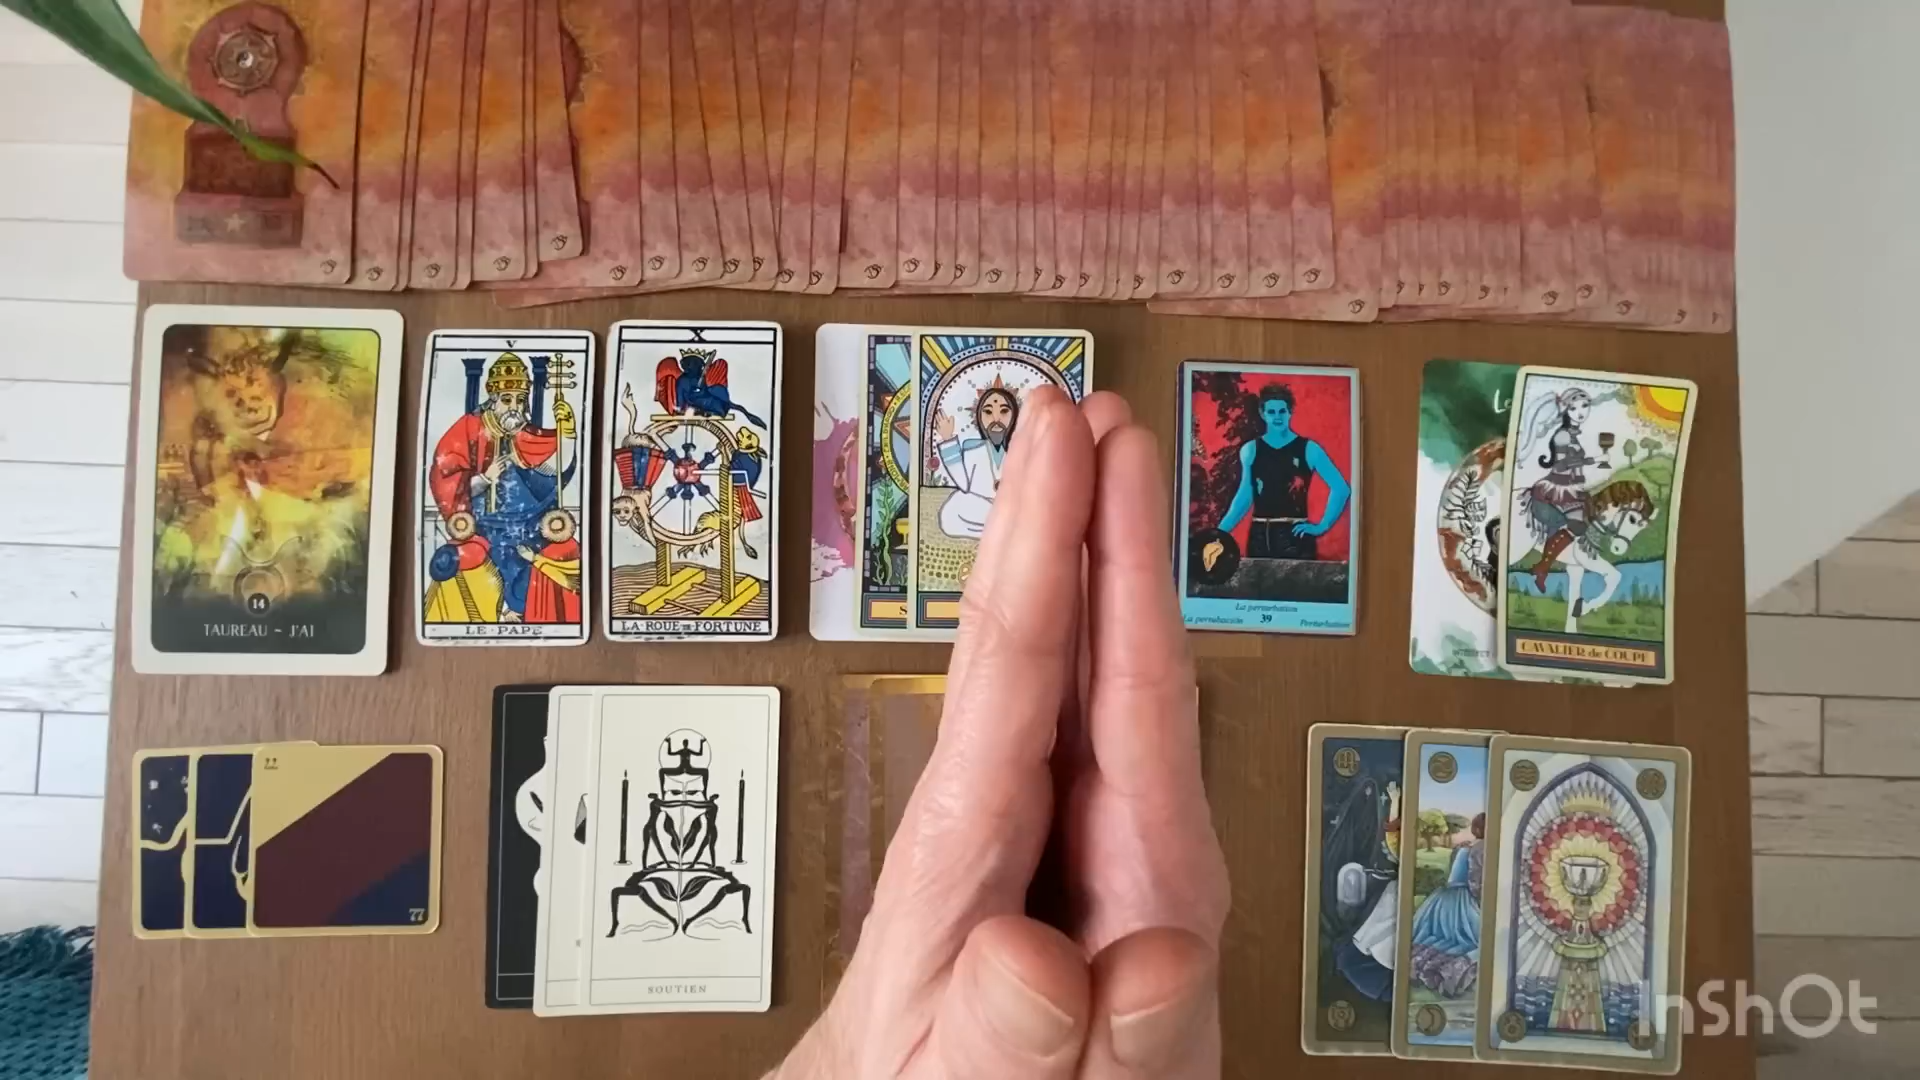 14
TAUREAU ~ J'AI
V
LE · PAPE
X
LA · ROUE DE FORTUNE
La perturbation
La perturbación 39 Perturbation
CAVALIER de COUPE
77
SOUTIEN
InShOt